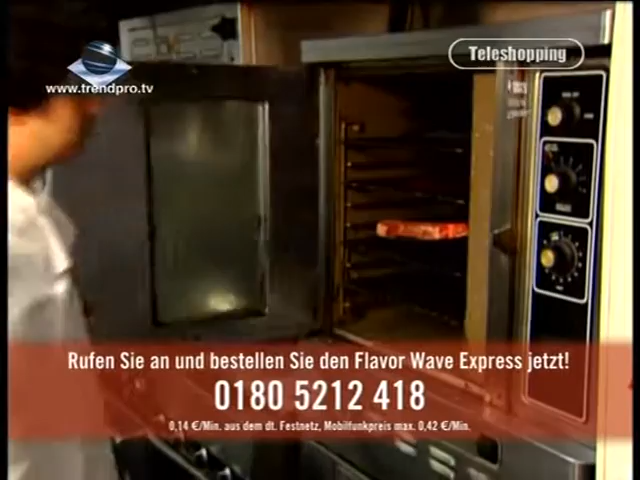 Teleshopping
www.trendpro.tv
Rufen Sie an und bestellen Sie den Flavor Wave Express jetzt!
0180 5212 418
0,14 €/Min. aus dem dt. Festnetz, Mobilfunkpreis max. 0,42 €/Min.